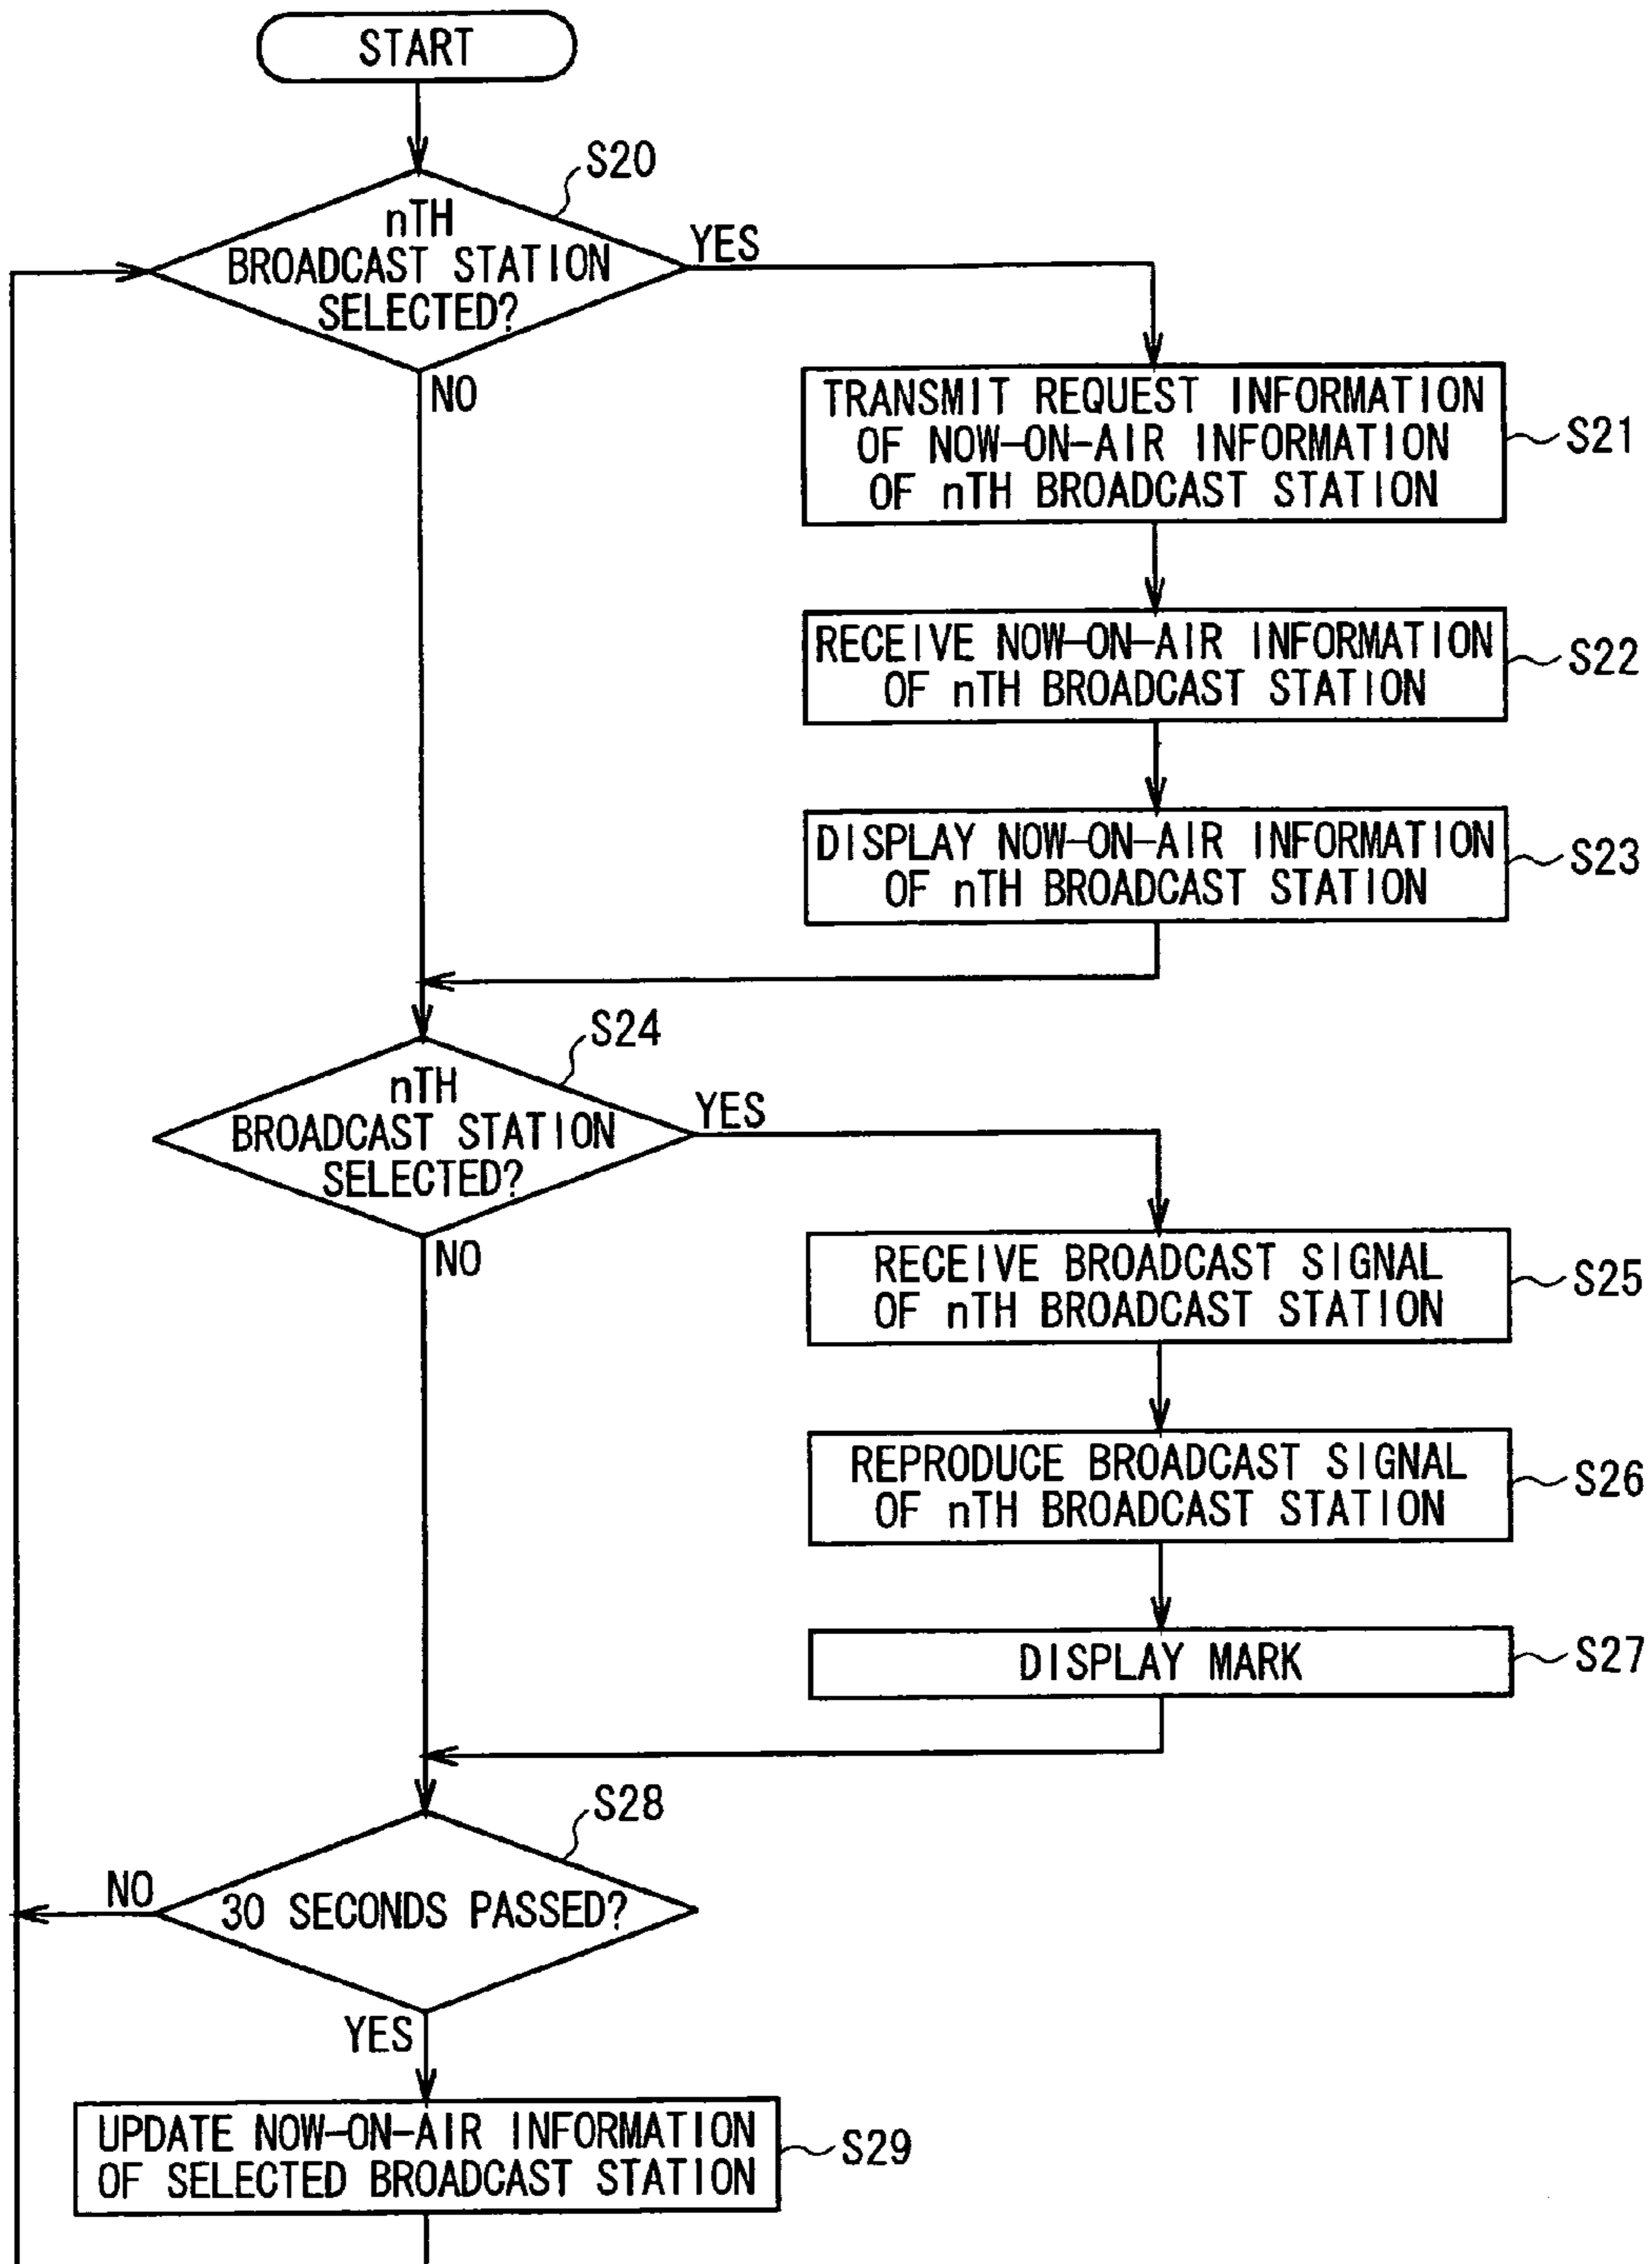 START
S20
nTH
BROADCAST STATION
SELECTED?
YES
NO
TRANSMIT REQUEST INFORMATION
OF NOW-ON-AIR INFORMATION
OF nTH BROADCAST STATION
S21
RECEIVE NOW-ON-AIR INFORMATION
OF nTH BROADCAST STATION
S22
DISPLAY NOW-ON-AIR INFORMATION
OF nTH BROADCAST STATION
S23
S24
nTH
BROADCAST STATION
SELECTED?
YES
NO
RECEIVE BROADCAST SIGNAL
OF nTH BROADCAST STATION
S25
REPRODUCE BROADCAST SIGNAL
OF nTH BROADCAST STATION
S26
DISPLAY MARK
S27
S28
NO
30 SECONDS PASSED?
YES
UPDATE NOW-ON-AIR INFORMATION
OF SELECTED BROADCAST STATION
S29